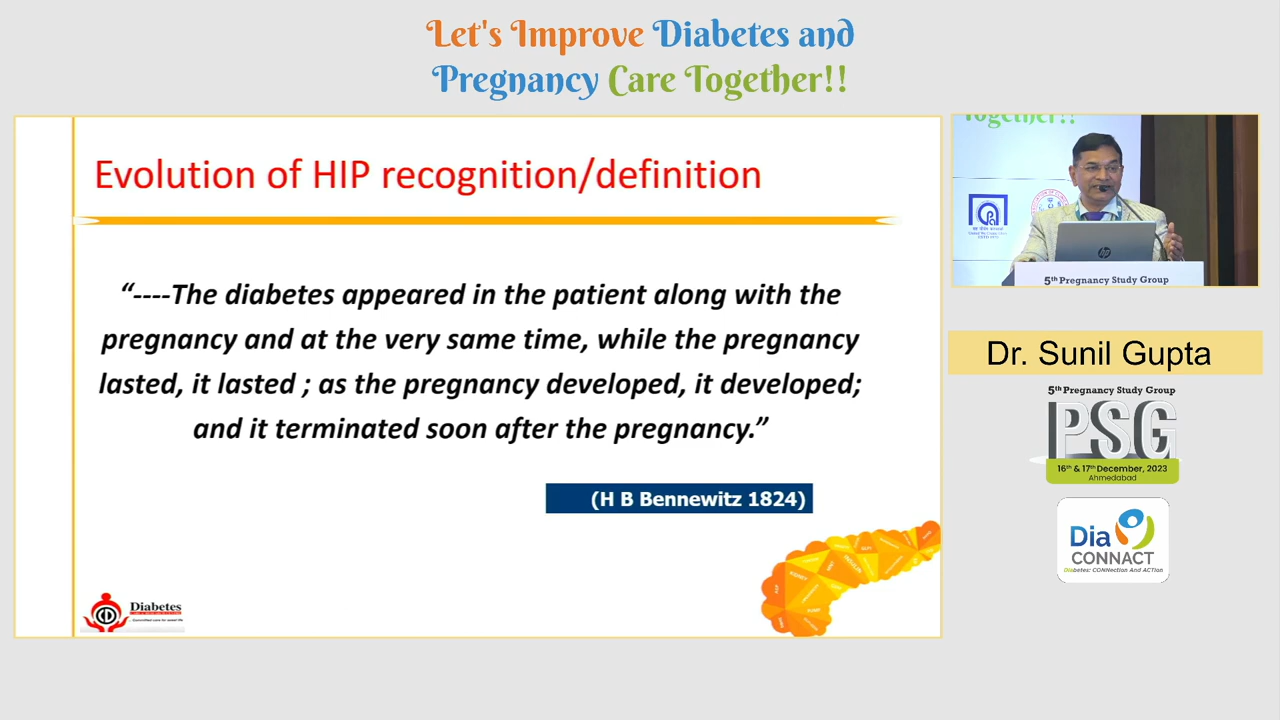 Let's Improve Diabetes and
Pregnancy Care Together!!
Evolution of HIP recognition/definition
“----The diabetes appeared in the patient along with the
pregnancy and at the very same time, while the pregnancy
lasted, it lasted ; as the pregnancy developed, it developed;
and it terminated soon after the pregnancy.”
(H B Bennewitz 1824)
Diabetes
INSULIN
KIDNEY
Together!!
hp
5th Pregnancy Study Group
Dr. Sunil Gupta
5th Pregnancy Study Group
PSG
16th & 17th December, 2023
Ahmedabad
Dia
CONNACT
Diabetes: CONNection And ACTion